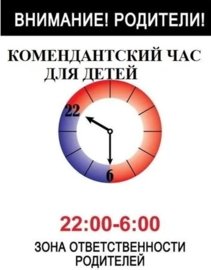 ВНИМАНИЕ! РОДИТЕЛИ!
КОМЕНДАНТСКИЙ ЧАС
ДЛЯ ДЕТЕЙ
22
6
22:00-6:00
ЗОНА ОТВЕТСТВЕННОСТИ
РОДИТЕЛЕЙ